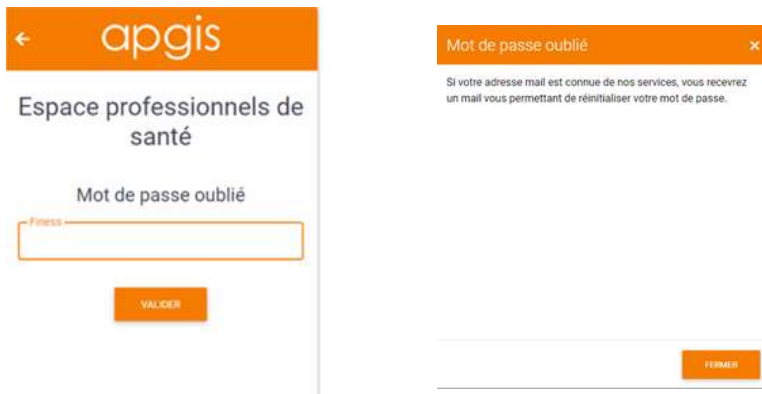 apgis
Espace professionnels de
santé
Mot de passe oublié
Finess
VALIDER
Mot de passe oublié
Si votre adresse mail est connue de nos services, vous recevrez
un mail vous permettant de réinitialiser votre mot de passe.
FERMER